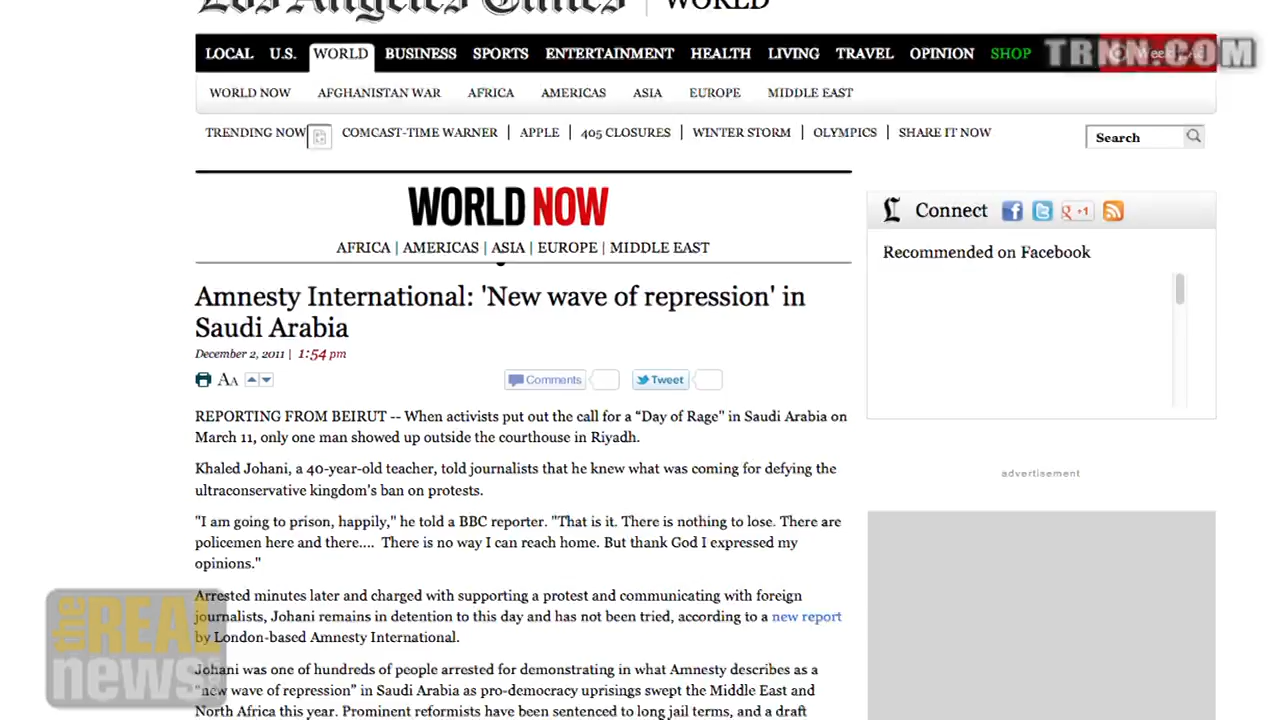 Los Angeles Times | WORLD
LOCAL U.S. WORLD BUSINESS SPORTS ENTERTAINMENT HEALTH LIVING TRAVEL OPINION SHOP
TRNN.COM
WORLD NOW AFGHANISTAN WAR AFRICA AMERICAS ASIA EUROPE MIDDLE EAST
TRENDING NOW COMCAST-TIME WARNER | APPLE | 405 CLOSURES | WINTER STORM | OLYMPICS | SHARE IT NOW
Search
WORLD NOW
AFRICA | AMERICAS | ASIA | EUROPE | MIDDLE EAST
Connect
g +1
Recommended on Facebook
Amnesty International: 'New wave of repression' in
Saudi Arabia
December 2, 2011 | 1:54 pm
AA
Comments
Tweet
REPORTING FROM BEIRUT -- When activists put out the call for a “Day of Rage" in Saudi Arabia on
March 11, only one man showed up outside the courthouse in Riyadh.
Khaled Johani, a 40-year-old teacher, told journalists that he knew what was coming for defying the
ultraconservative kingdom's ban on protests.
"I am going to prison, happily," he told a BBC reporter. "That is it. There is nothing to lose. There are
policemen here and there.... There is no way I can reach home. But thank God I expressed my
opinions."
Arrested minutes later and charged with supporting a protest and communicating with foreign
journalists, Johani remains in detention to this day and has not been tried, according to a new report
by London-based Amnesty International.
Johani was one of hundreds of people arrested for demonstrating in what Amnesty describes as a
“new wave of repression” in Saudi Arabia as pro-democracy uprisings swept the Middle East and
North Africa this year. Prominent reformists have been sentenced to long jail terms, and a draft
advertisement
the REAL
news